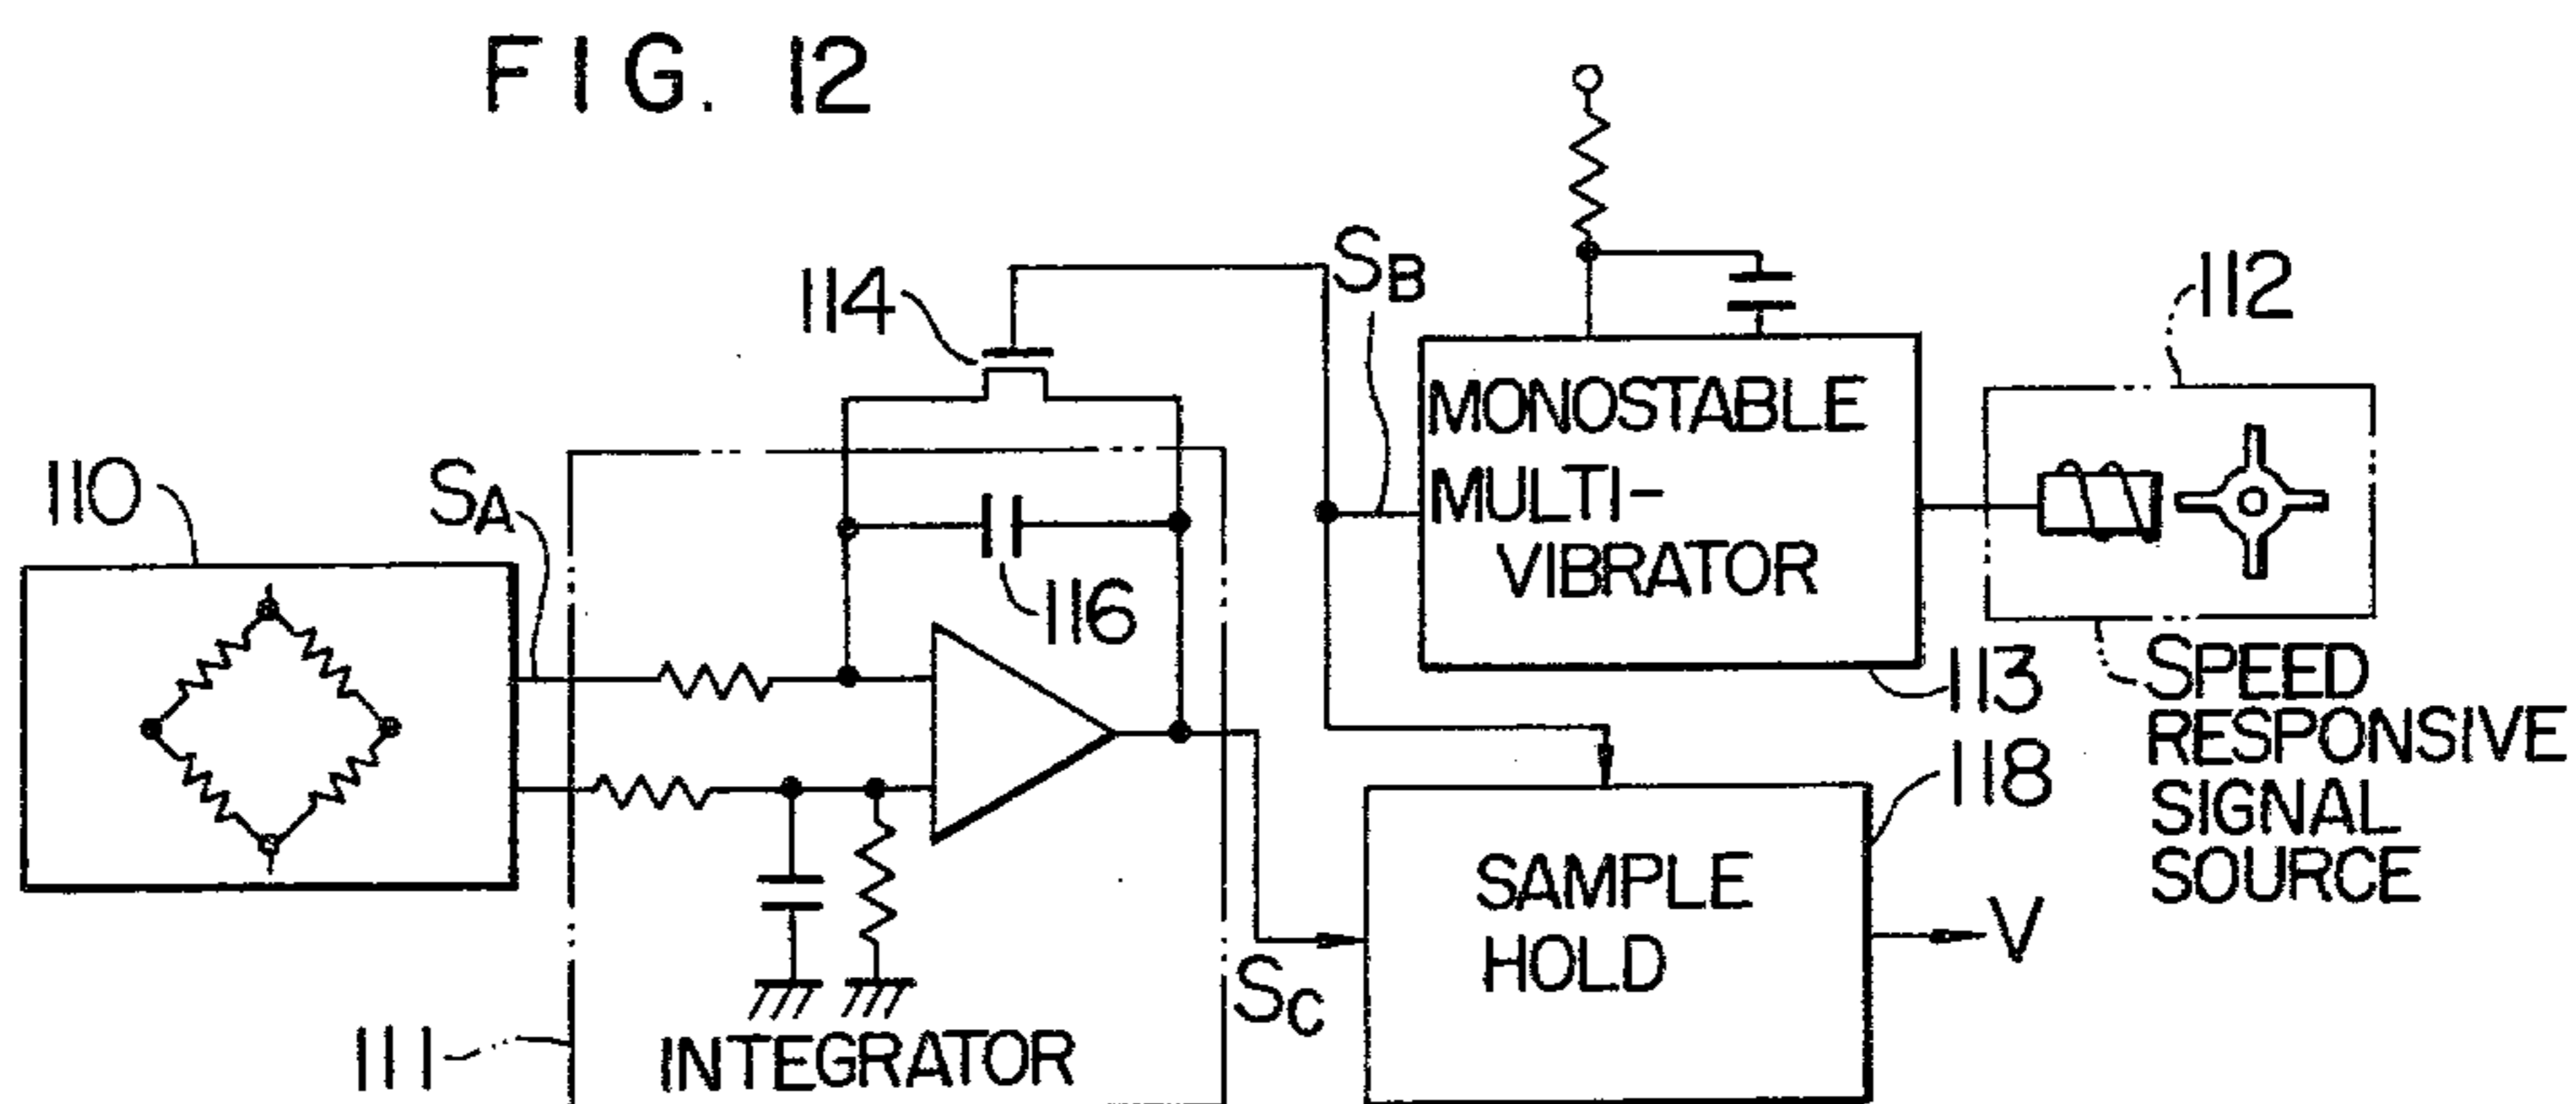 FIG. 12
114
SB
112
110
SA
MONOSTABLE
MULTI-
VIBRATOR
116
113
SPEED
RESPONSIVE
SIGNAL
SOURCE
118
SAMPLE
HOLD
V
SC
111
INTEGRATOR